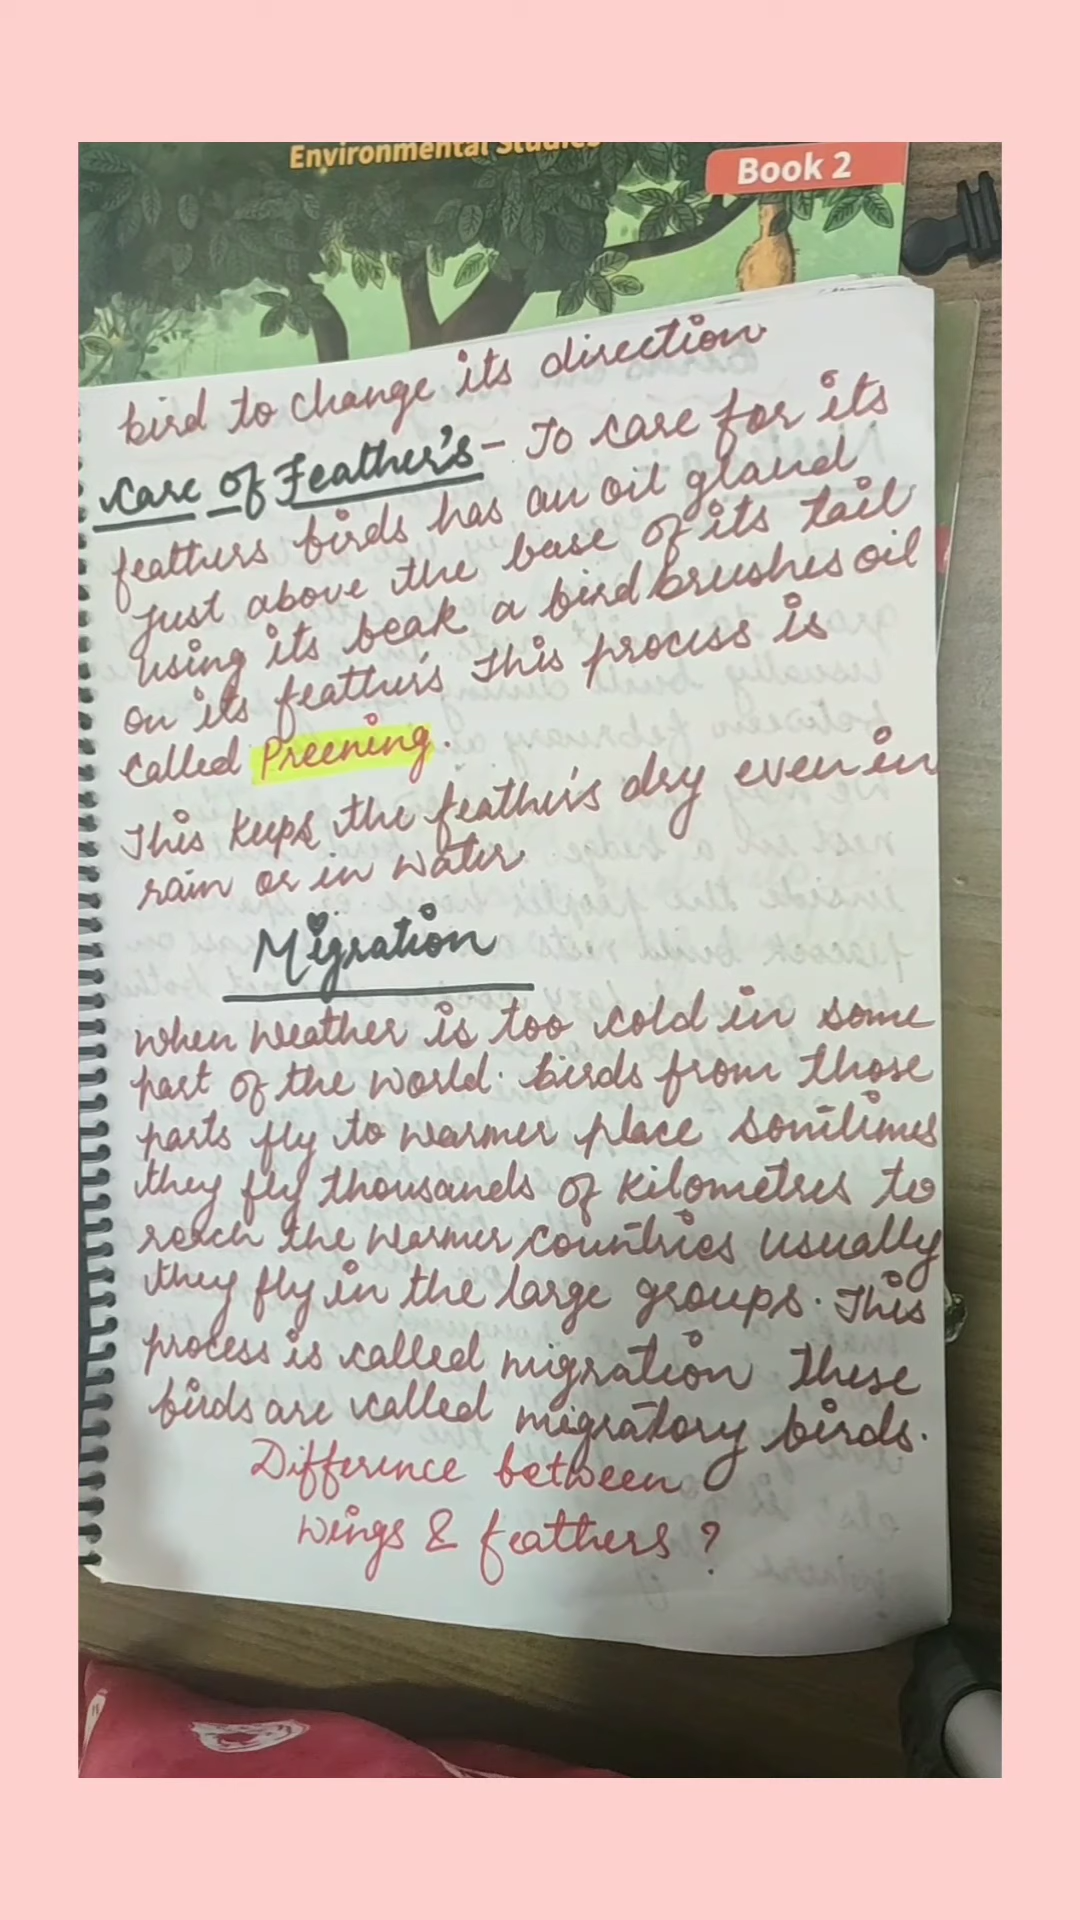 Environmental Studies
Book 2
bird to change its direction
Care of Feather's - To care for its
feathers birds has an oil gland
just above the base of its tail
using its beak a bird brushes oil
on its feather's This process is
called Preening.
This keeps the feather's dry even in
rain or in water
Migration
When weather is too cold in some
part of the world. birds from those
parts fly to warmer place sometimes
they fly thousands of kilometres to
reach the warmer countries usually
they fly in the large groups. This
process is called migration these
birds are called migratory birds.
Difference between
wings & feathers ?